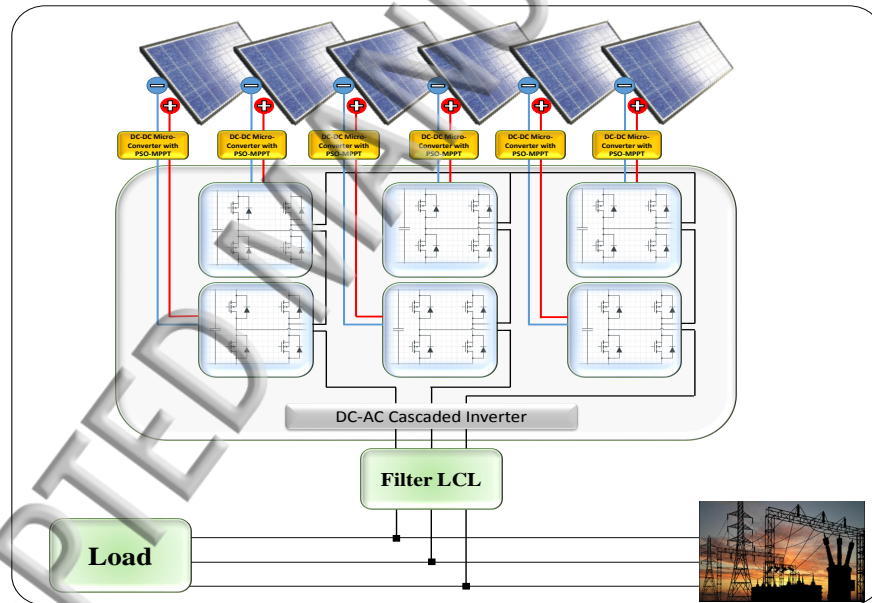 DC-DC Micro-
Converter with
PSO-MPPT
DC-DC Micro-
Converter with
PSO-MPPT
DC-DC Micro-
Converter with
PSO-MPPT
DC-DC Micro-
Converter with
PSO-MPPT
DC-DC Micro-
Converter with
PSO-MPPT
DC-DC Micro-
Converter with
PSO-MPPT
DC-AC Cascaded Inverter
Filter LCL
Load
PTED MANU